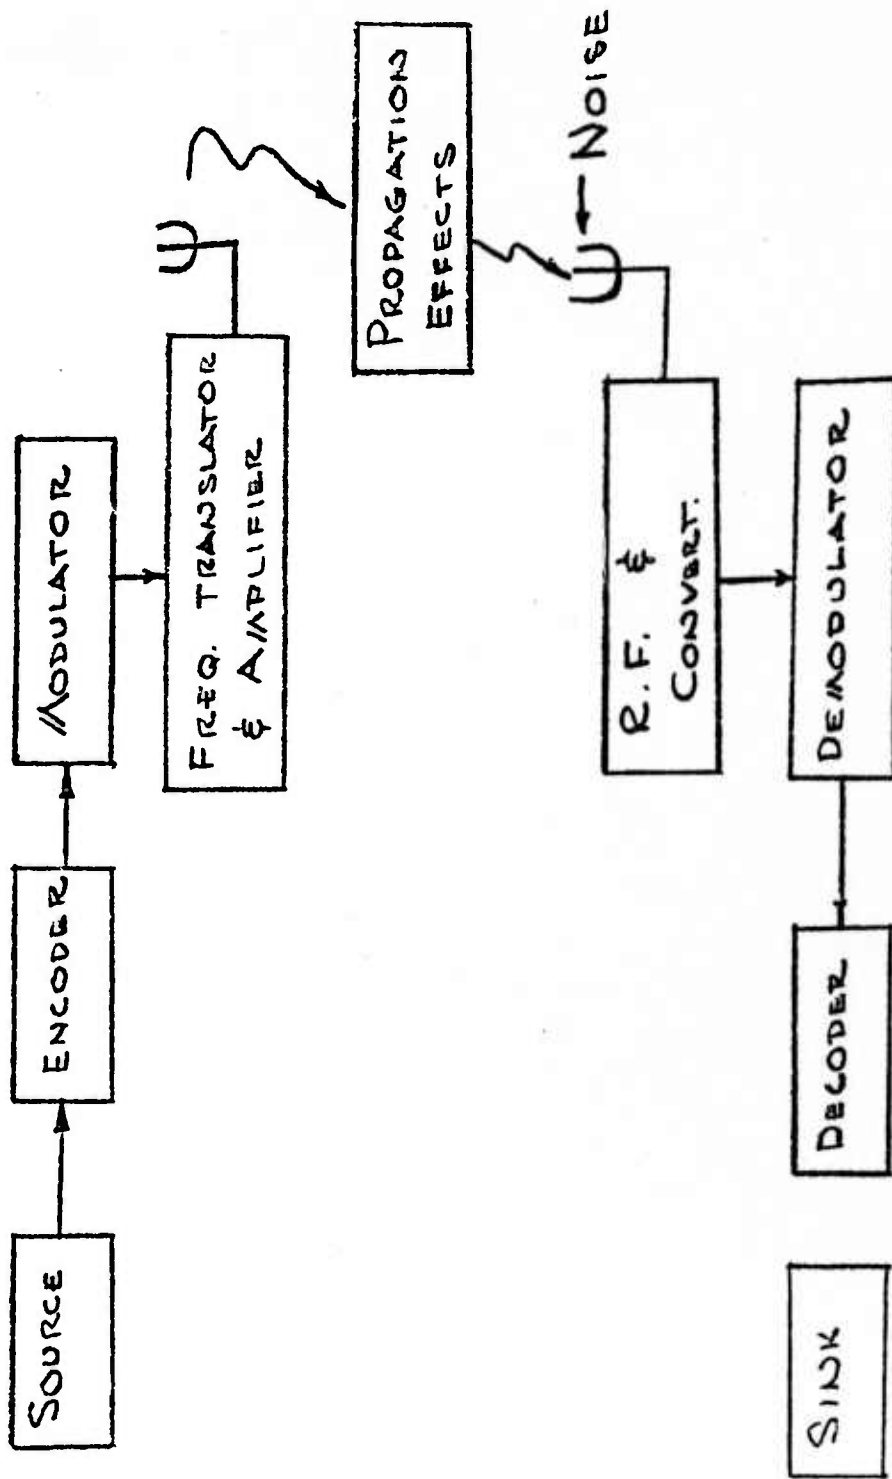 SOURCE
ENCODER
MODULATOR
FREQ. TRANSLATOR
& AMPLIFIER
PROPAGATION
EFFECTS
NOISE
R.F. &
CONVERT.
DEMODULATOR
DECODER
SINK